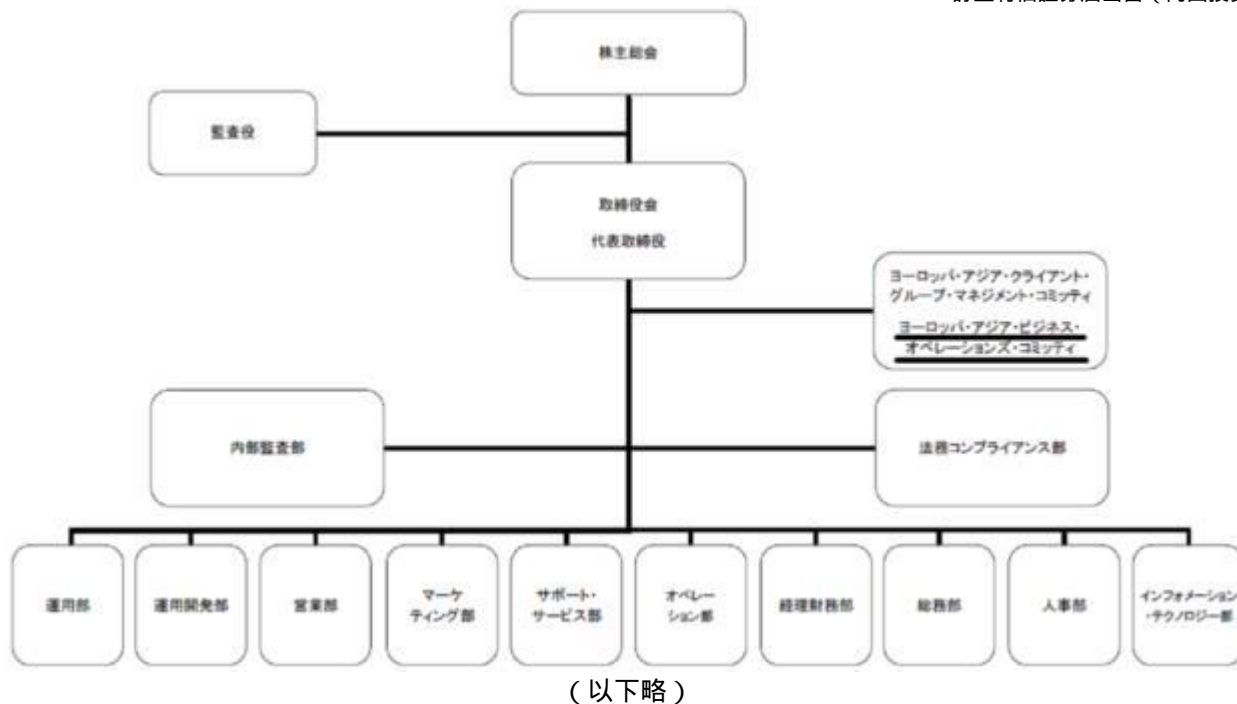 株主総会
監査役
取締役会
代表取締役
ヨーロッパ・アジア・クライアント・
グループ・マネジメント・コミッティ
ヨーロッパ・アジア・ビジネス・
オペレーションズ・コミッティ
内部監査部
法務コンプライアンス部
運用部
運用開発部
営業部
マーケ
ティング部
サポート・
サービス部
オペレー
ション部
経理財務部
総務部
人事部
インフォメーション
・テクノロジー部
(以下略)